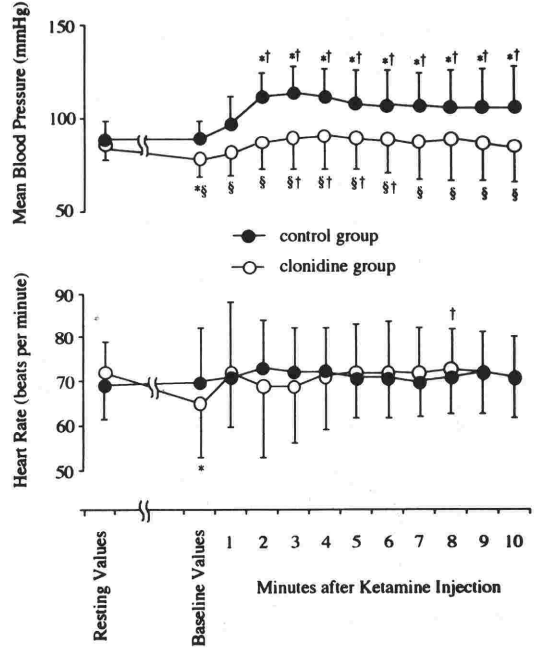 Mean Blood Pressure (mmHg)
150
100
50
*† *† *† *† *† *† *† *† *†
*§ § § §† §† §† §† § § § §
control group
clonidine group
Heart Rate (beats per minute)
90
80
70
60
50
†
*
Resting Values
Baseline Values
1 2 3 4 5 6 7 8 9 10
Minutes after Ketamine Injection